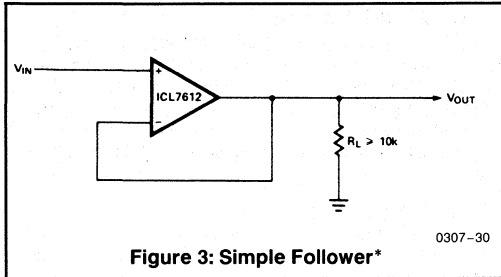 VIN
+
ICL7612
−
VOUT
RL ≥ 10k
0307-30
Figure 3: Simple Follower*